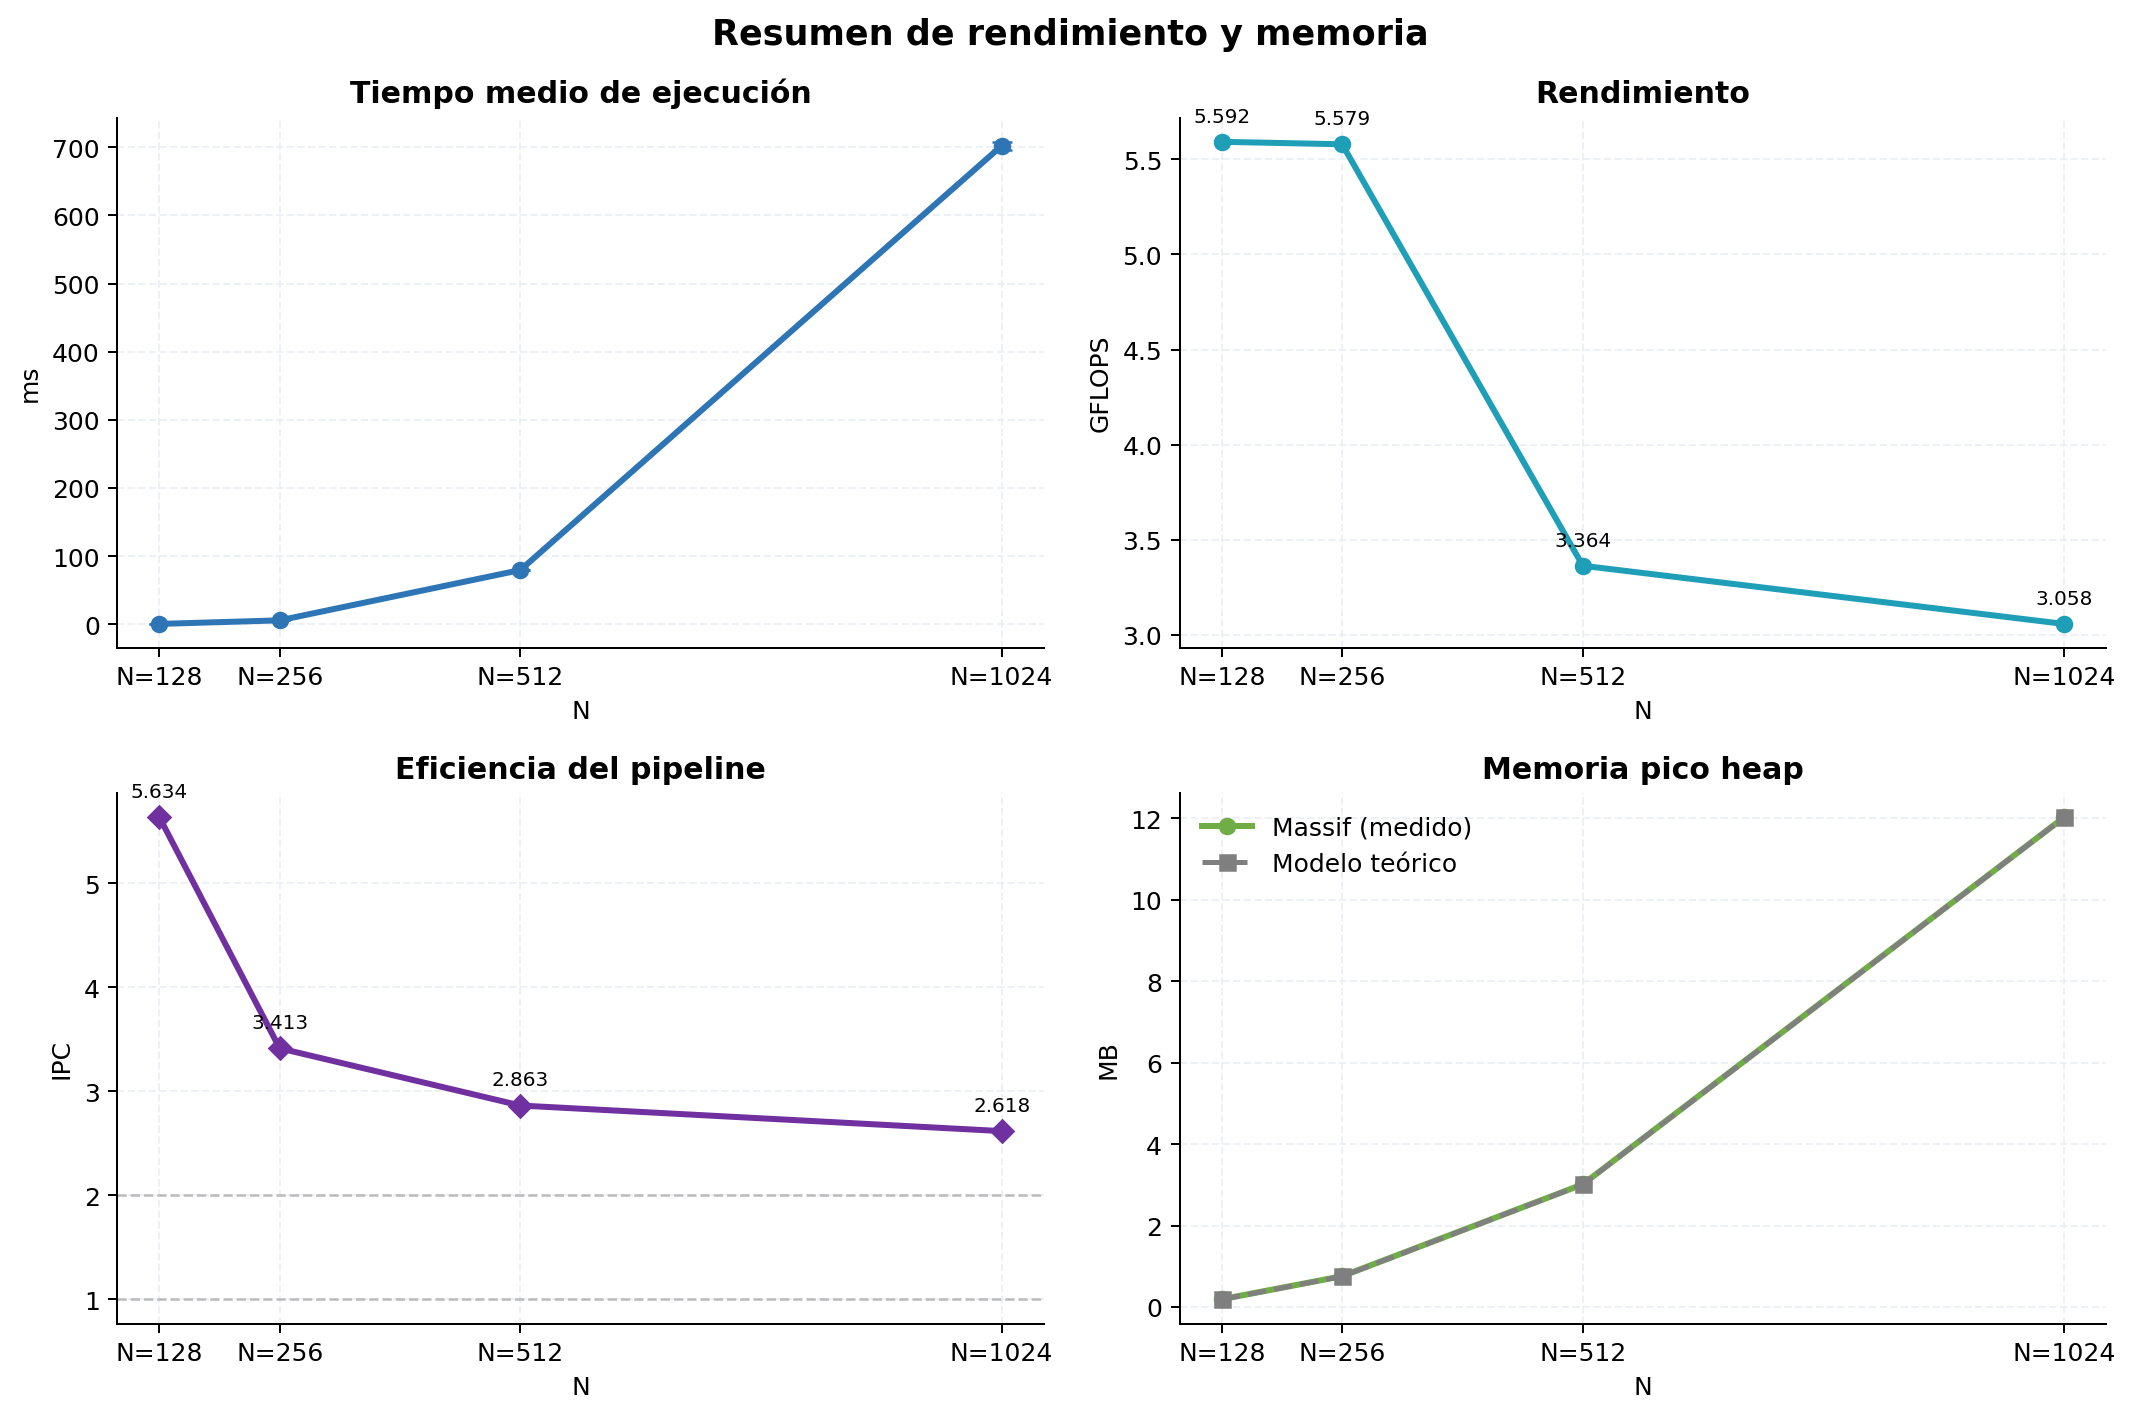 Resumen de rendimiento y memoria
Tiempo medio de ejecución
700
600
500
400
300
200
100
0
ms
N=128 N=256 N=512 N=1024
N
Rendimiento
5.592 5.579 3.364 3.058
5.5
5.0
4.5
4.0
3.5
3.0
GFLOPS
N=128 N=256 N=512 N=1024
N
Eficiencia del pipeline
5.634 3.413 2.863 2.618
5
4
3
2
1
IPC
N=128 N=256 N=512 N=1024
N
Memoria pico heap
Massif (medido)
Modelo teórico
12
10
8
6
4
2
0
MB
N=128 N=256 N=512 N=1024
N